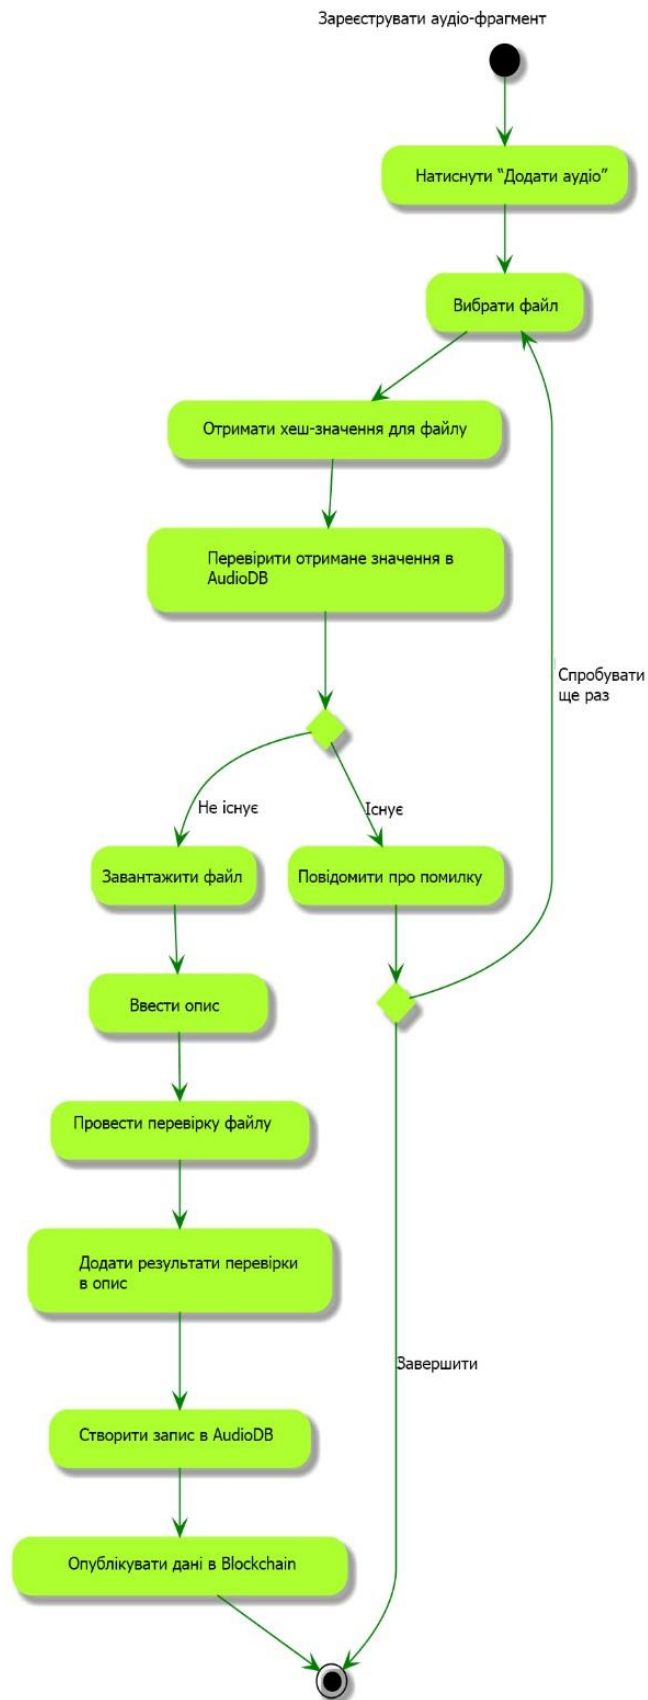 Зареєструвати аудіо-фрагмент
Натиснути “Додати аудіо”
Вибрати файл
Отримати хеш-значення для файлу
Перевірити отримане значення в
AudioDB
Спробувати
ще раз
Не існує
Існує
Завантажити файл
Повідомити про помилку
Ввести опис
Провести перевірку файлу
Додати результати перевірки
в опис
Завершити
Створити запис в AudioDB
Опублікувати дані в Blockchain